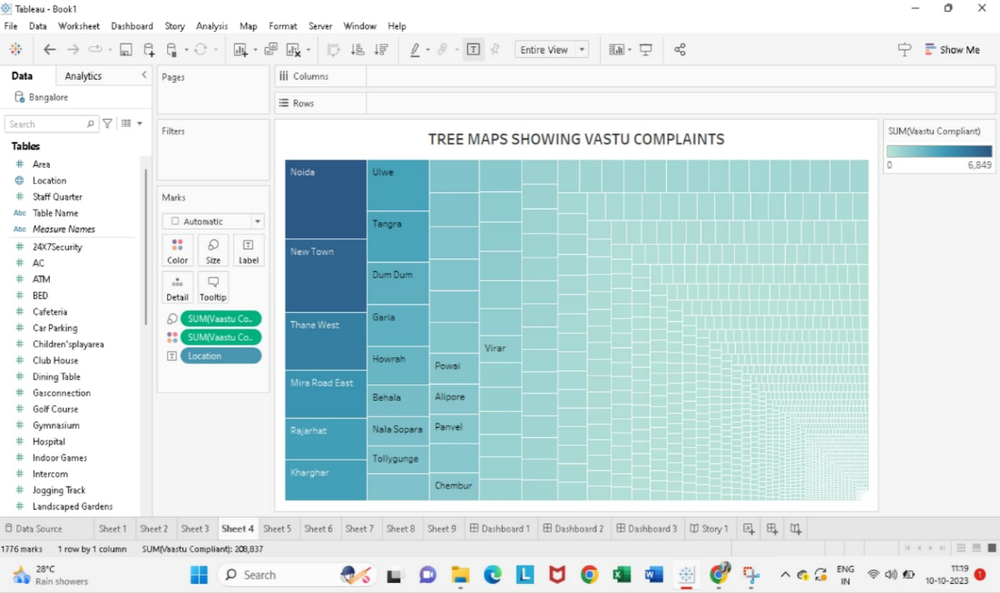 Tableau - Book1
File Data Worksheet Dashboard Story Analysis Map Format Server Window Help
Entire View
Show Me
Data Analytics
Bangalore
Search
Tables
Area
Location
Staff Quarter
Abc Table Name
Abc Measure Names
24X7Security
AC
ATM
BED
Cafeteria
Car Parking
Children'splayarea
Club House
Dining Table
Gasconnection
Golf Course
Gymnasium
Hospital
Indoor Games
Intercom
Jogging Track
Landscaped Gardens
Pages
Filters
Marks
Automatic
Color Size Label
Detail Tooltip
SUM(Vaastu Co..
SUM(Vaastu Co..
Location
Columns
Rows
TREE MAPS SHOWING VASTU COMPLAINTS
Noida
New Town
Thane West
Mira Road East
Rajarhat
Kharghar
Ulwe
Tangra
Dum Dum
Garia
Howrah
Behala
Nala Sopara
Tollygunge
Powai
Alipore
Panvel
Chembur
Virar
SUM(Vaastu Compliant)
0 6,849
Data Source Sheet 1 Sheet 2 Sheet 3 Sheet 4 Sheet 5 Sheet 6 Sheet 7 Sheet 8 Sheet 9 Dashboard 1 Dashboard 2 Dashboard 3 Story 1
1776 marks 1 row by 1 column SUM(Vaastu Compliant): 208,837
28°C
Rain showers
Search
ENG
IN
11:19
10-10-2023
1